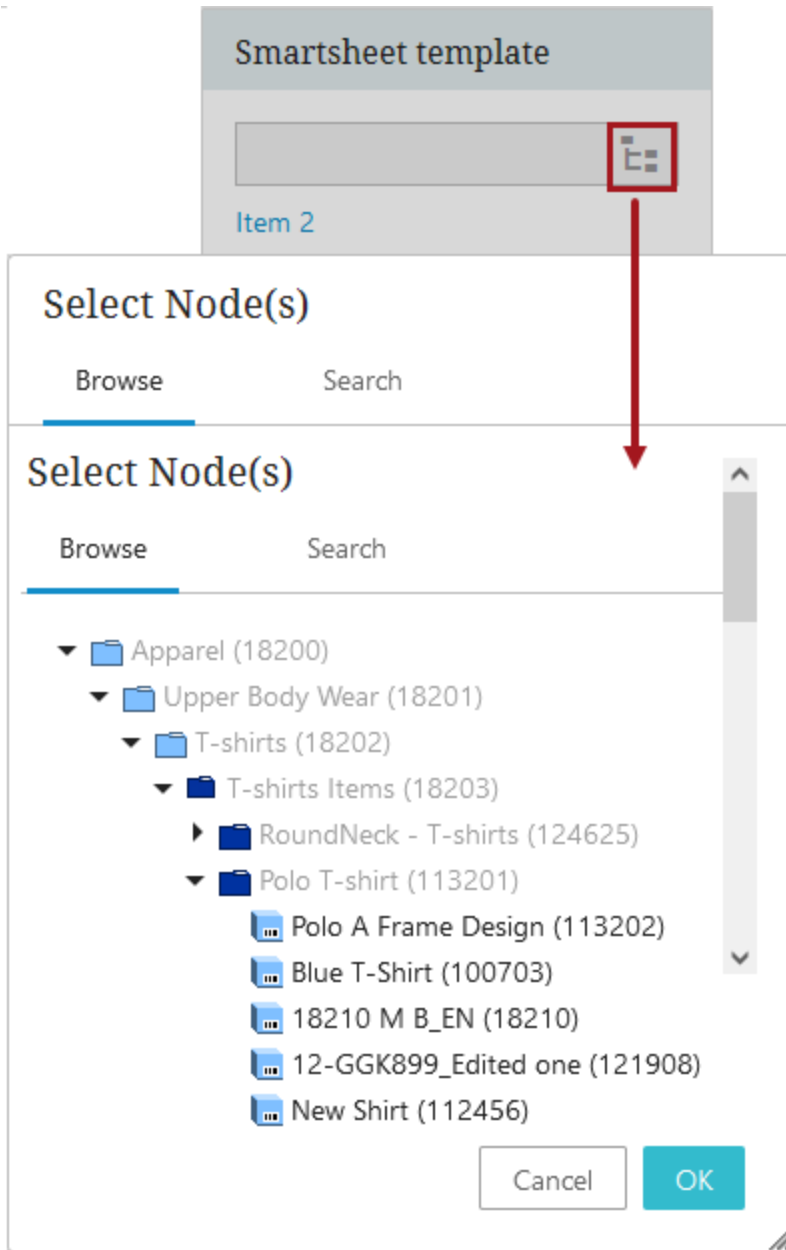 Smartsheet template
Item 2
Select Node(s)
Browse Search
Select Node(s)
Browse Search
Apparel (18200)
Upper Body Wear (18201)
T-shirts (18202)
T-shirts Items (18203)
RoundNeck - T-shirts (124625)
Polo T-shirt (113201)
Polo A Frame Design (113202)
Blue T-Shirt (100703)
18210 M B_EN (18210)
12-GGK899_Edited one (121908)
New Shirt (112456)
Cancel OK